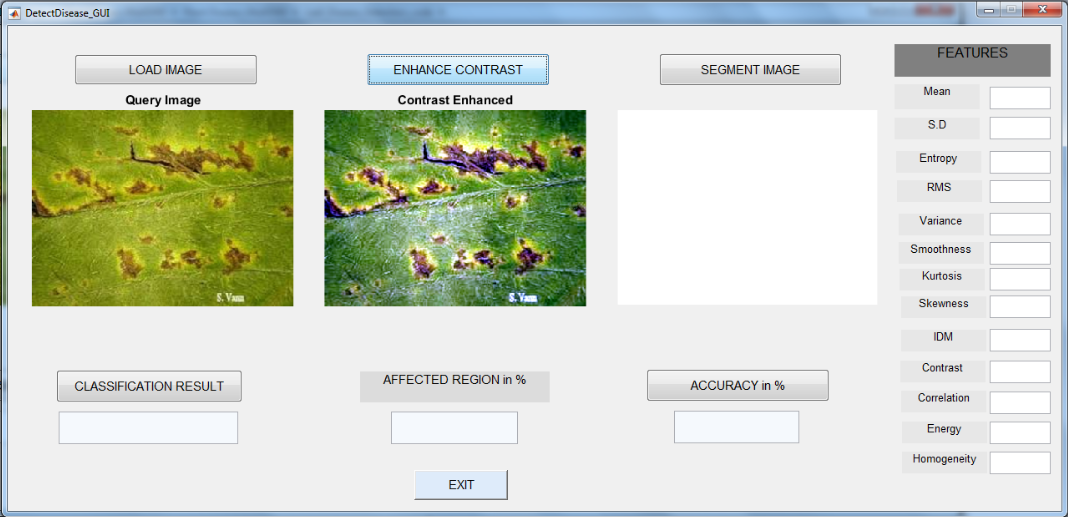 DetectDisease_GUI
LOAD IMAGE
ENHANCE CONTRAST
SEGMENT IMAGE
FEATURES
Query Image
Contrast Enhanced
Mean
S.D
Entropy
RMS
Variance
Smoothness
Kurtosis
Skewness
IDM
Contrast
Correlation
Energy
Homogeneity
S. Vann
S. Vann
CLASSIFICATION RESULT
AFFECTED REGION in %
ACCURACY in %
EXIT